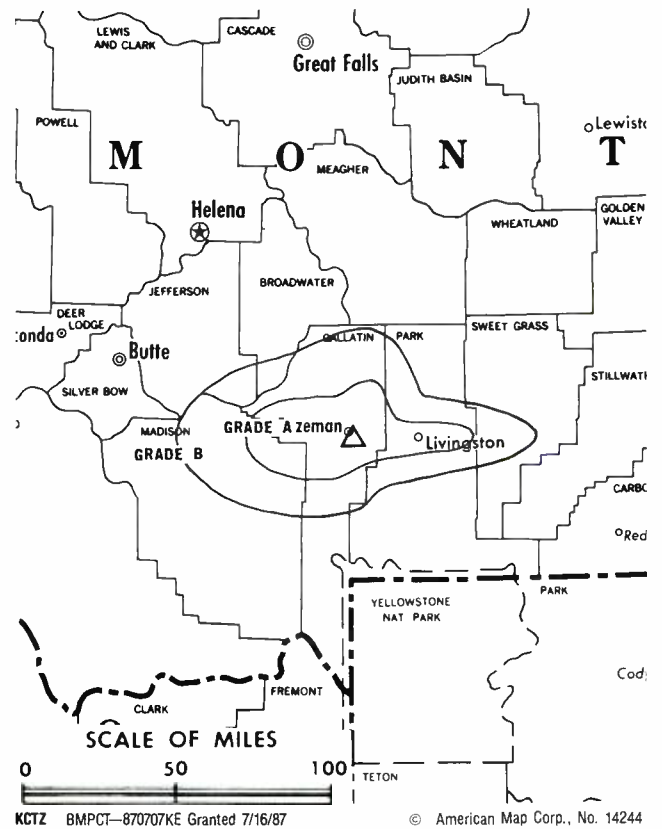 LEWIS
AND CLARK
CASCADE
Great Falls
JUDITH BASIN
POWELL
M O N T
Lewisto
MEAGHER
Helena
GOLDEN
VALLEY
WHEATLAND
JEFFERSON
BROADWATER
DEER
LODGE
conda
Butte
GALLATIN
PARK
SWEET GRASS
STILLWATE
SILVER BOW
MADISON
GRADE A
zeman
Livingston
GRADE B
CARBO
Red
YELLOWSTONE
NAT PARK
PARK
Cody
CLARK
FREMONT
SCALE OF MILES
0 50 100
TETON
KCTZ BMPCT—870707KE Granted 7/16/87
© American Map Corp., No. 14244